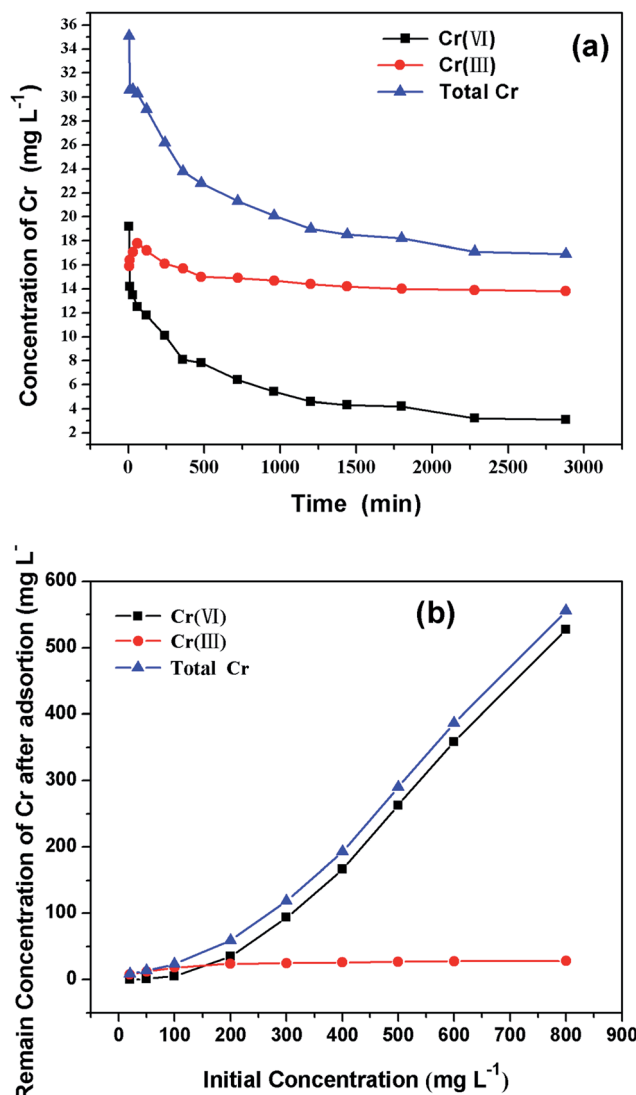 36
34
32
30
28
26
24
22
20
18
16
14
12
10
8
6
4
2
Concentration of Cr (mg L-1)
Cr(Ⅵ)
Cr(Ⅲ)
Total Cr
(a)
0 500 1000 1500 2000 2500 3000
Time (min)
600
500
400
300
200
100
0
Remain Concentration of Cr after adsortion (mg L-
Cr(Ⅵ)
Cr(Ⅲ)
Total Cr
(b)
0 100 200 300 400 500 600 700 800 900
Initial Concentration (mg L-1)